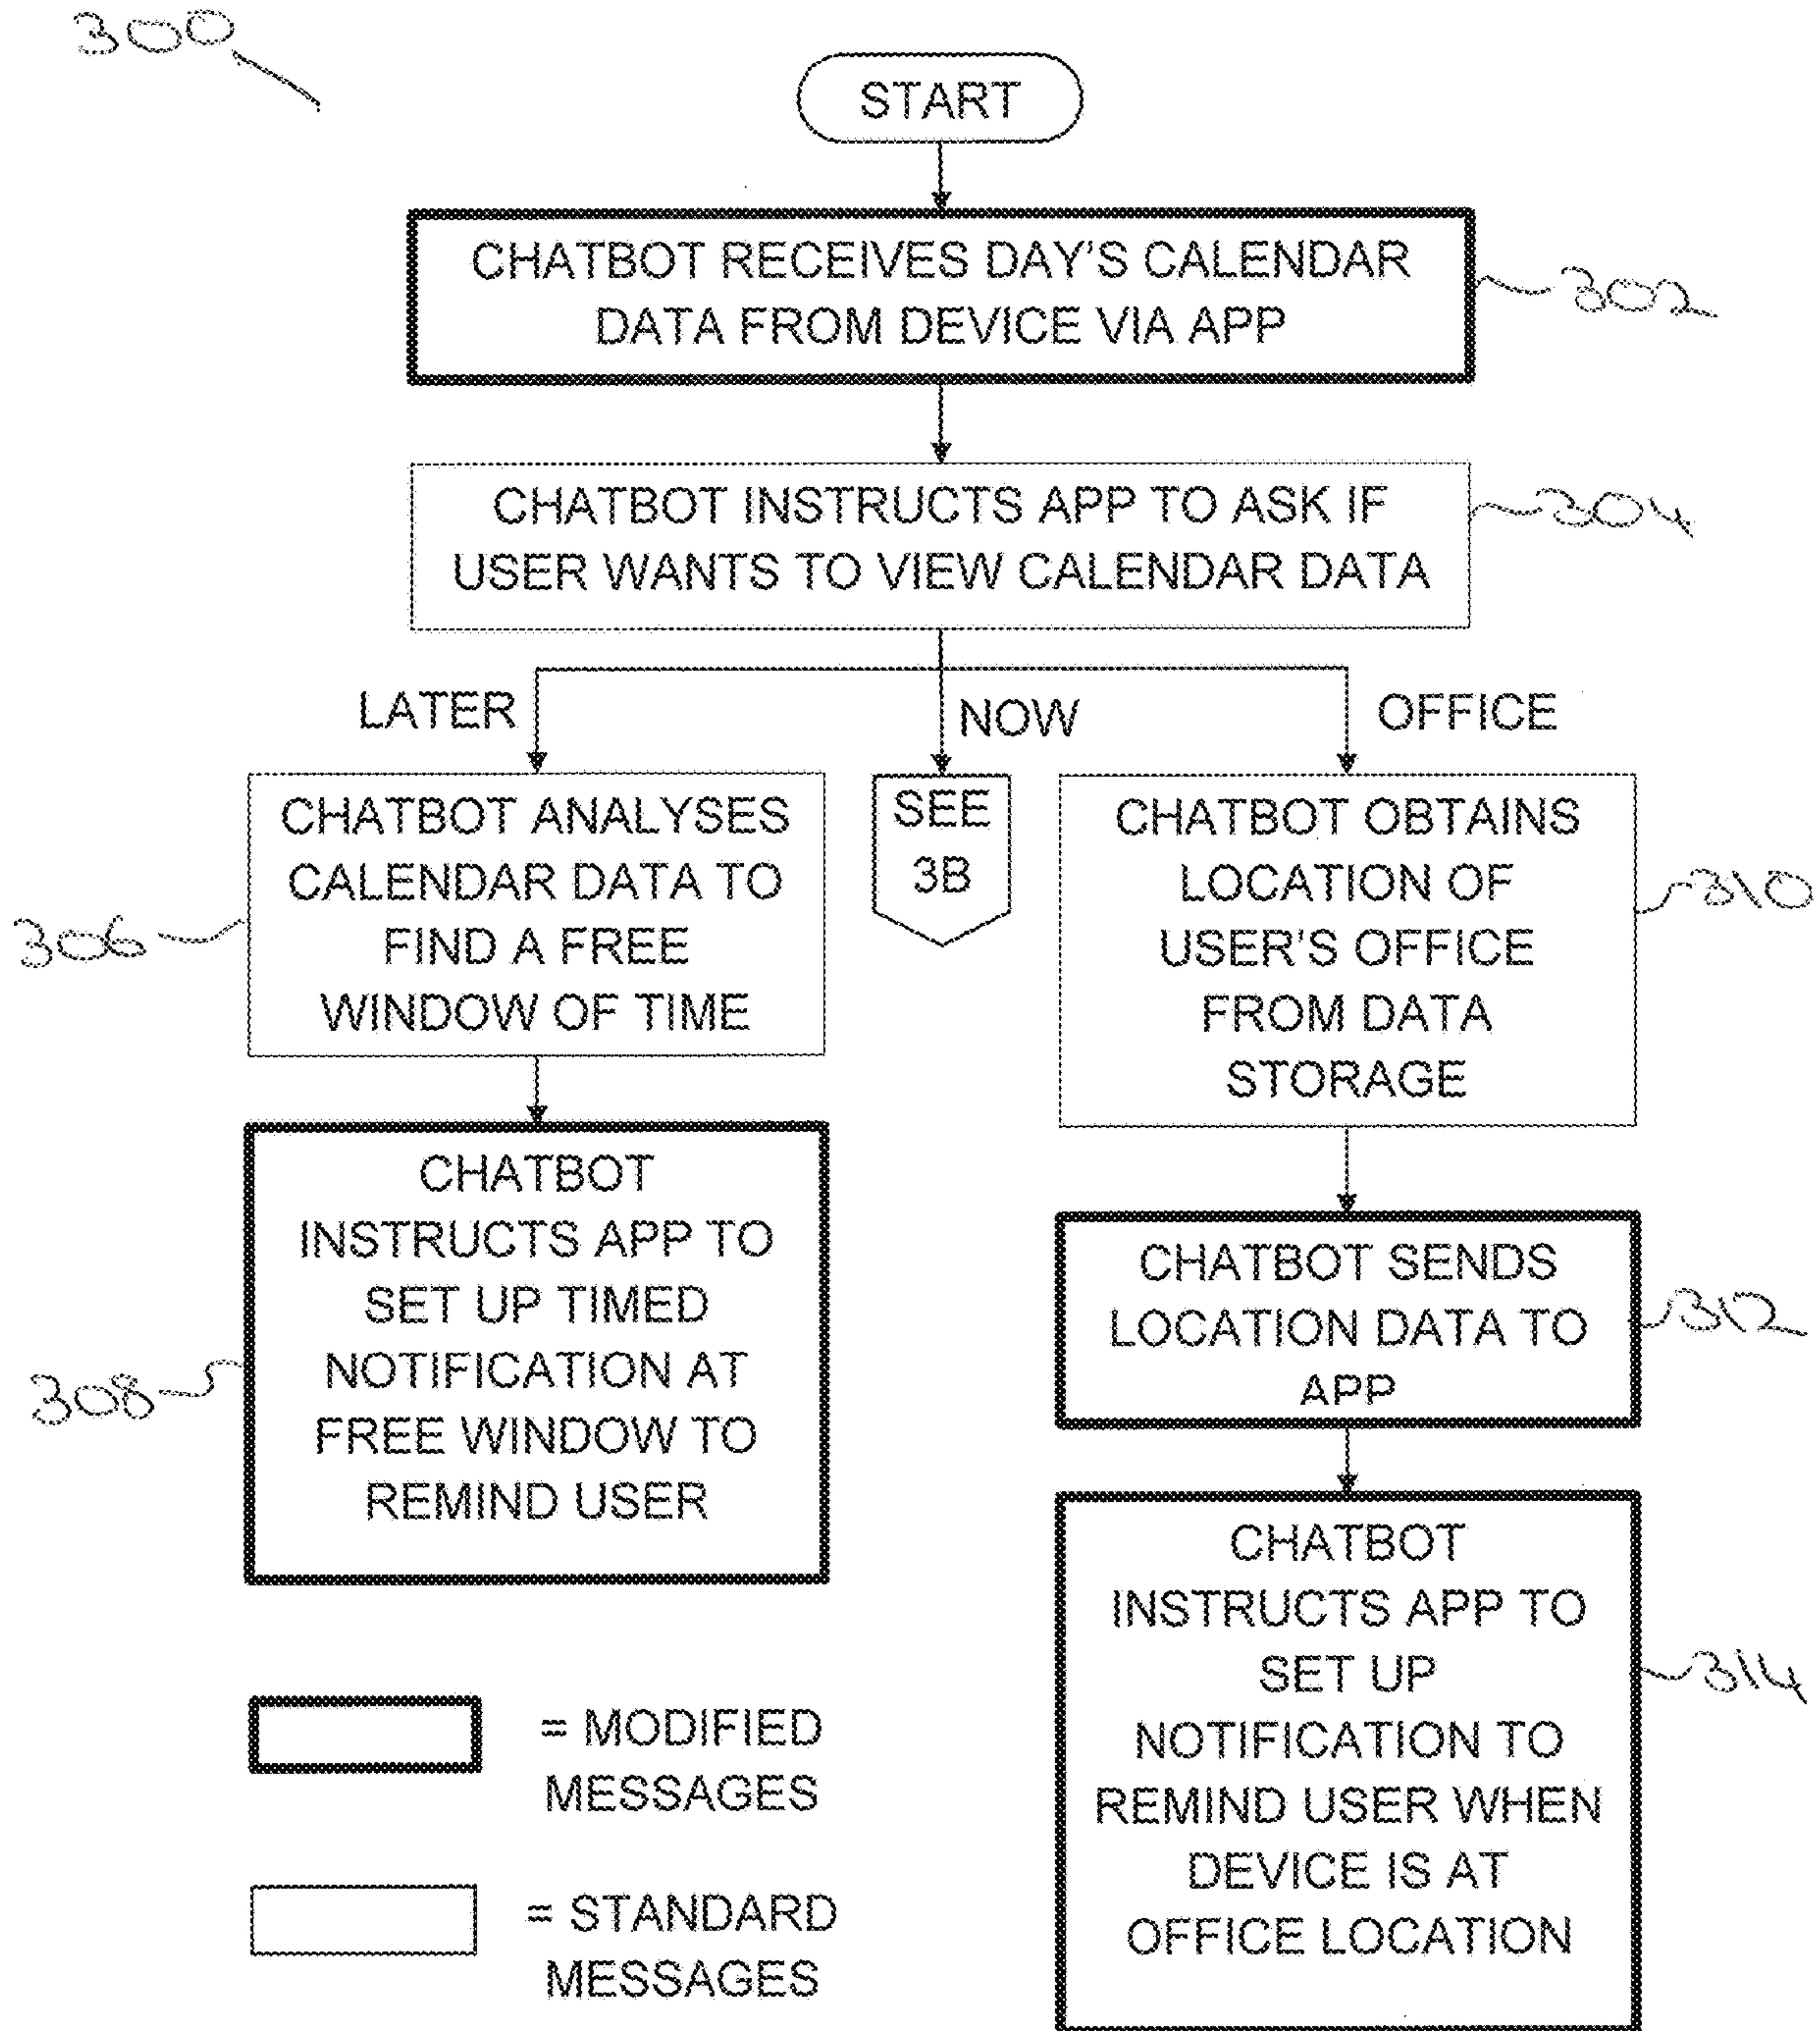 300
START
CHATBOT RECEIVES DAY'S CALENDAR
DATA FROM DEVICE VIA APP
302
CHATBOT INSTRUCTS APP TO ASK IF
USER WANTS TO VIEW CALENDAR DATA
304
LATER
NOW
OFFICE
CHATBOT ANALYSES
CALENDAR DATA TO
FIND A FREE
WINDOW OF TIME
306
SEE
3B
CHATBOT OBTAINS
LOCATION OF
USER'S OFFICE
FROM DATA
STORAGE
310
CHATBOT
INSTRUCTS APP TO
SET UP TIMED
NOTIFICATION AT
FREE WINDOW TO
REMIND USER
308
CHATBOT SENDS
LOCATION DATA TO
APP
312
CHATBOT
INSTRUCTS APP TO
SET UP
NOTIFICATION TO
REMIND USER WHEN
DEVICE IS AT
OFFICE LOCATION
314
= MODIFIED
MESSAGES
= STANDARD
MESSAGES